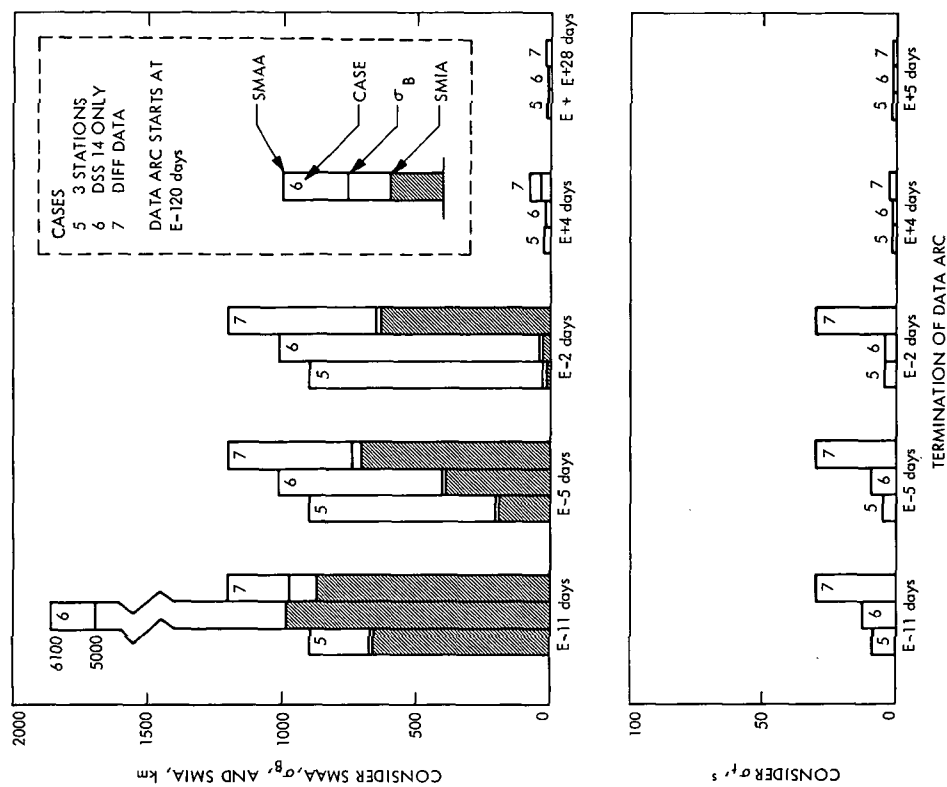 2000
1500
1000
500
0
CONSIDER SMAA, σB, AND SMIA, km
6100
5000
CASES
5 3 STATIONS
6 DSS 14 ONLY
7 DIFF DATA
DATA ARC STARTS AT
E-120 days
SMAA
CASE
σB
SMIA
6
5 6 7
5 6 7
5 6 7
5 6 7
5 6 7
E-11 days
E-5 days
E-2 days
E+4 days
E + E+28 days
100
50
0
CONSIDER σt, s
5 6 7
5 6 7
5 6 7
5 6 7
5 6 7
E-11 days
E-5 days
E-2 days
E+4 days
E+5 days
TERMINATION OF DATA ARC